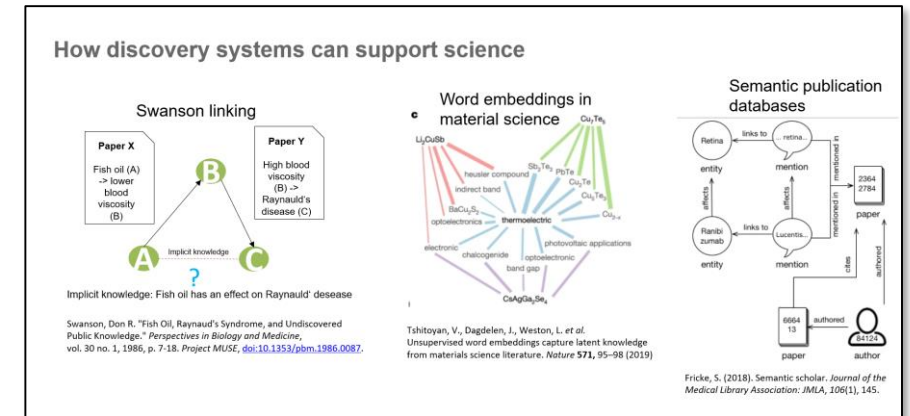 How discovery systems can support science
Swanson linking
Paper X
Fish oil (A)
-> lower
blood
viscosity
(B)
Paper Y
High blood
viscosity
(B) ->
Raynauld's
disease (C)
B
A
Implicit knowledge
C
?
Implicit knowledge: Fish oil has an effect on Raynauld' desease
Swanson, Don R. "Fish Oil, Raynaud's Syndrome, and Undiscovered
Public Knowledge." Perspectives in Biology and Medicine,
vol. 30 no. 1, 1986, p. 7-18. Project MUSE, doi:10.1353/pbm.1986.0087.
Word embeddings in
material science
c
Cu₇Te₅
Li₂CuSb
Sb₂Te₃
PbTe
heusler compound
Cu₂Te
indirect band
BaCu₂S₂
optoelectronics
thermoelectric
electronic
photovoltaic applications
chalcogenide
optoelectronic
band gap
CsAgGa₂Se₄
Tshitoyan, V., Dagdelen, J., Weston, L. et al.
Unsupervised word embeddings capture latent knowledge
from materials science literature. Nature 571, 95–98 (2019)
Semantic publication
databases
Retina
links to
... retina...
mentioned in
entity
mention
2364
2784
affects
affects
paper
Ranibi
zumab
links to
Lucentis...
mentioned in
entity
mention
cites
authored
6664
13
authored
84124
paper
author
Fricke, S. (2018). Semantic scholar. Journal of the
Medical Library Association: JMLA, 106(1), 145.